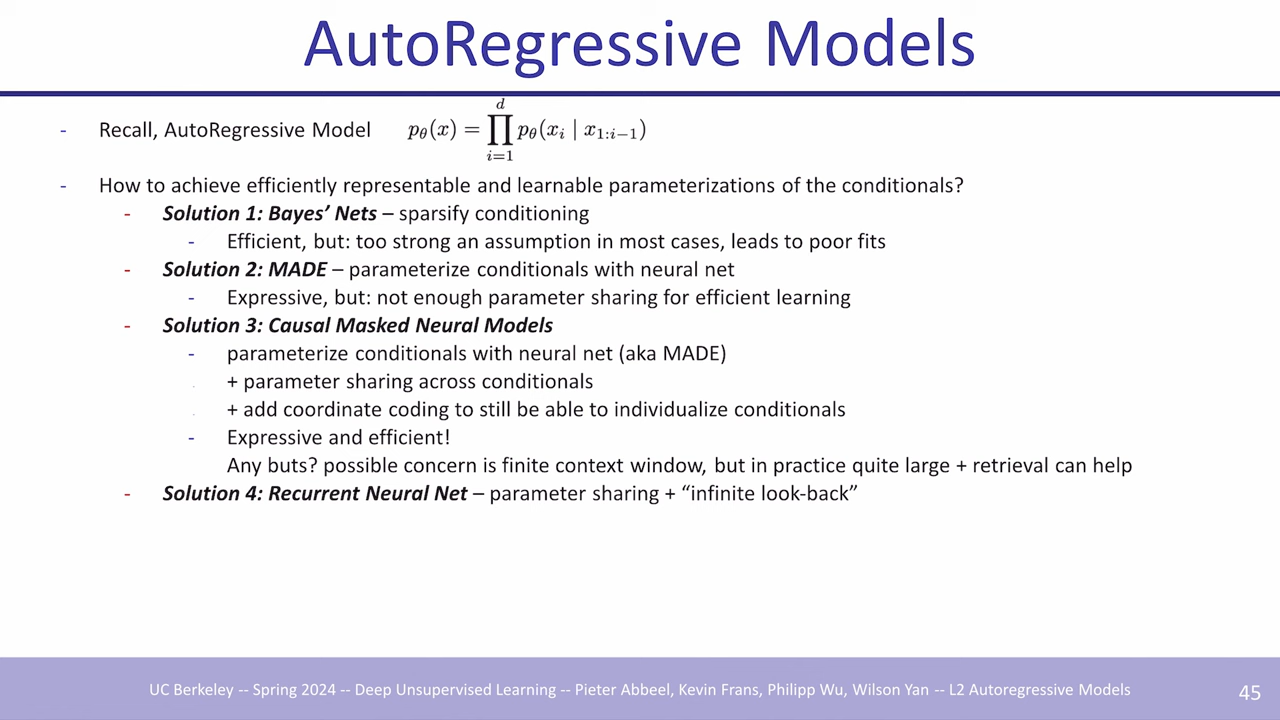 AutoRegressive Models
- Recall, AutoRegressive Model p_θ(x) = ∏_{i=1}^{d} p_θ(x_i | x_{1:i−1})
- How to achieve efficiently representable and learnable parameterizations of the conditionals?
- Solution 1: Bayes’ Nets – sparsify conditioning
- Efficient, but: too strong an assumption in most cases, leads to poor fits
- Solution 2: MADE – parameterize conditionals with neural net
- Expressive, but: not enough parameter sharing for efficient learning
- Solution 3: Causal Masked Neural Models
- parameterize conditionals with neural net (aka MADE)
. + parameter sharing across conditionals
. + add coordinate coding to still be able to individualize conditionals
- Expressive and efficient!
Any buts? possible concern is finite context window, but in practice quite large + retrieval can help
- Solution 4: Recurrent Neural Net – parameter sharing + “infinite look-back”
UC Berkeley -- Spring 2024 -- Deep Unsupervised Learning -- Pieter Abbeel, Kevin Frans, Philipp Wu, Wilson Yan -- L2 Autoregressive Models 45